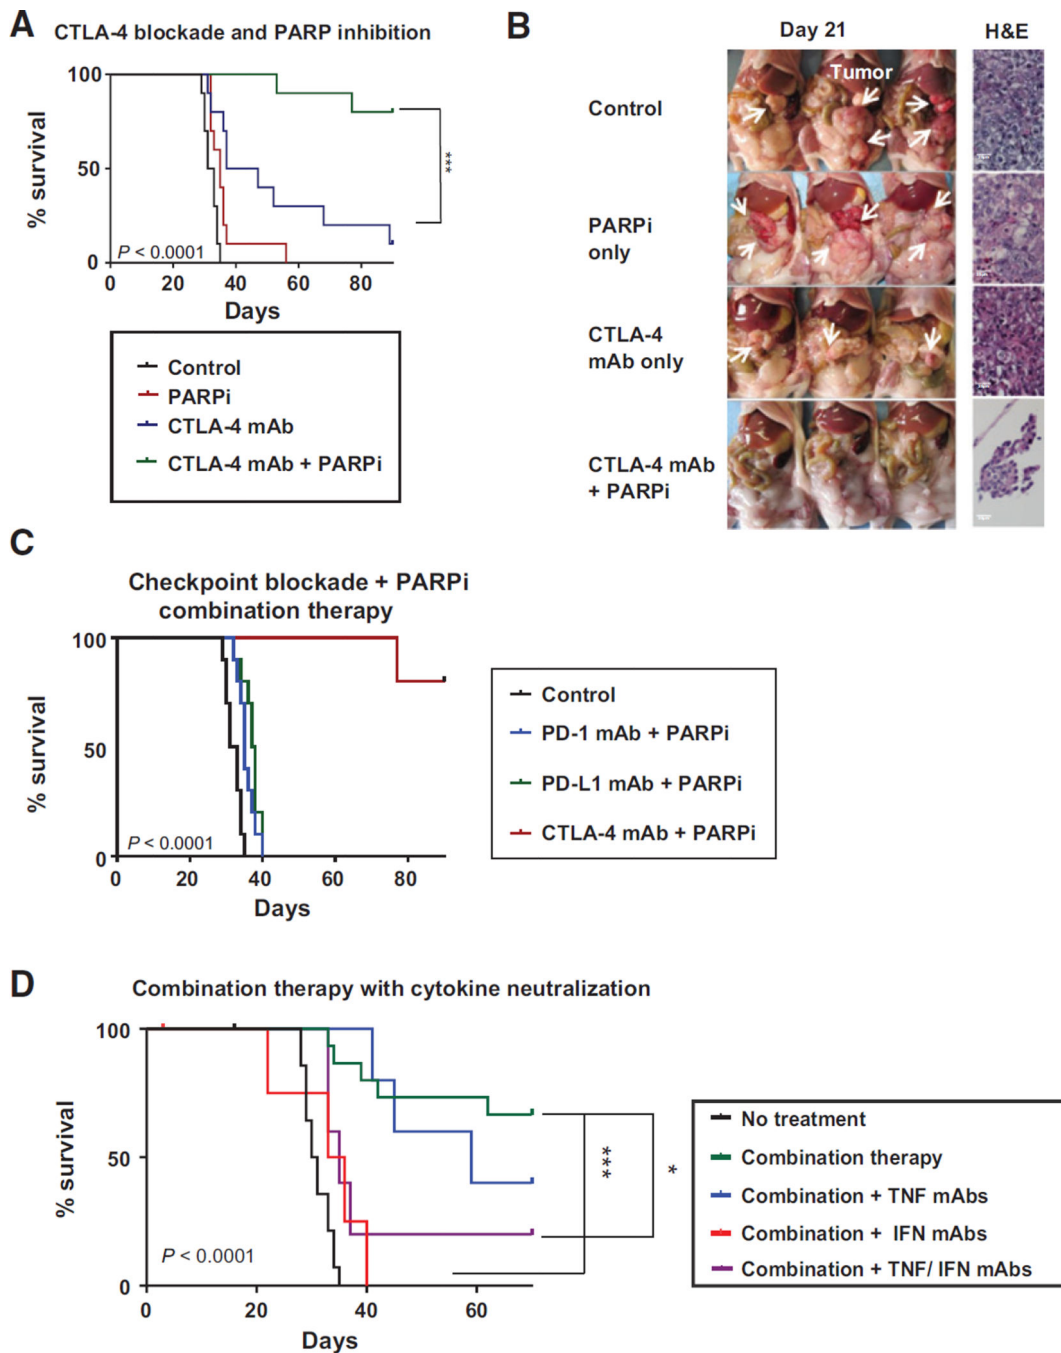 A
CTLA-4 blockade and PARP inhibition
% survival
100
50
0
P < 0.0001
***
0 20 40 60 80
Days
Control
PARPi
CTLA-4 mAb
CTLA-4 mAb + PARPi
B
Day 21
H&E
Tumor
Control
PARPi
only
CTLA-4
mAb only
CTLA-4 mAb
+ PARPi
C
Checkpoint blockade + PARPi
combination therapy
% survival
100
50
0
P < 0.0001
0 20 40 60 80
Days
Control
PD-1 mAb + PARPi
PD-L1 mAb + PARPi
CTLA-4 mAb + PARPi
D
Combination therapy with cytokine neutralization
% survival
100
50
0
P < 0.0001
***
*
0 20 40 60
Days
No treatment
Combination therapy
Combination + TNF mAbs
Combination + IFN mAbs
Combination + TNF/ IFN mAbs